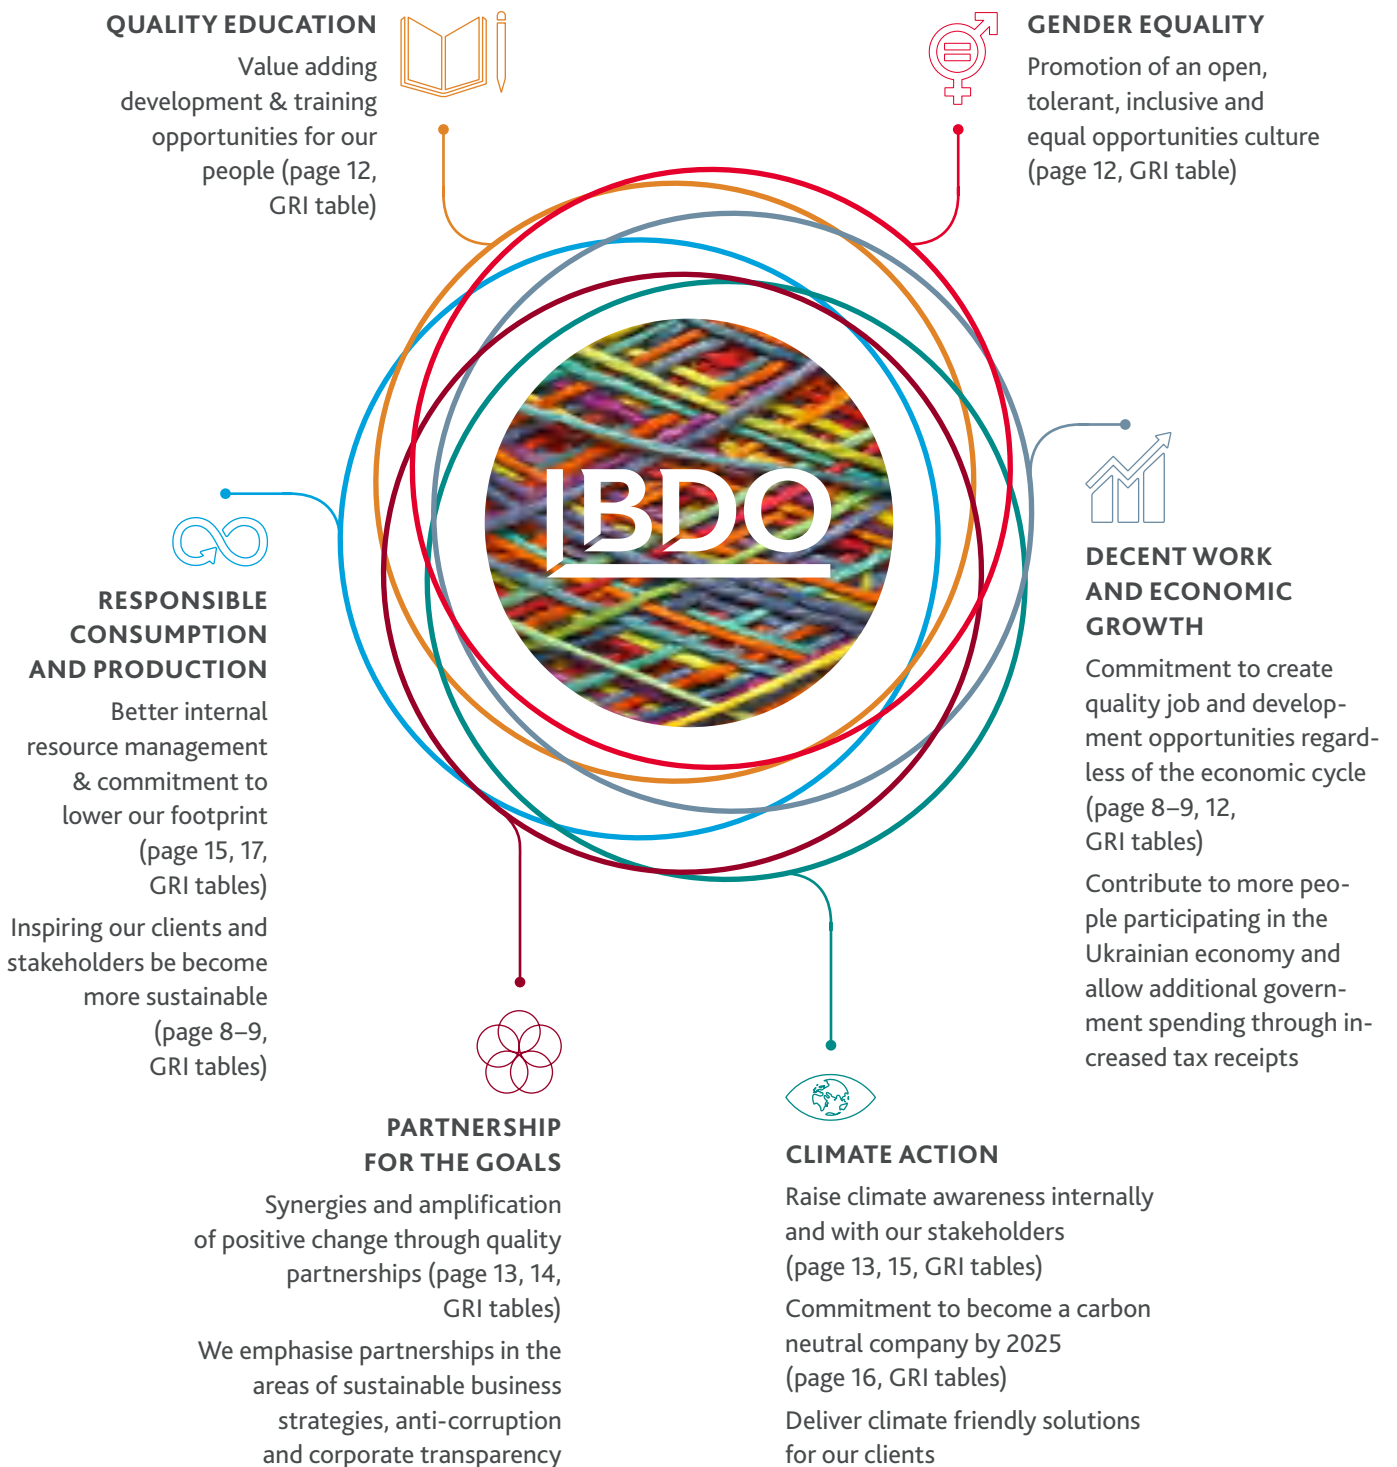 QUALITY EDUCATION
Value adding
development & training
opportunities for our
people (page 12,
GRI table)
GENDER EQUALITY
Promotion of an open,
tolerant, inclusive and
equal opportunities culture
(page 12, GRI table)
BDO
DECENT WORK
AND ECONOMIC
GROWTH
Commitment to create
quality job and develop-
ment opportunities regard-
less of the economic cycle
(page 8–9, 12,
GRI tables)
Contribute to more peo-
ple participating in the
Ukrainian economy and
allow additional govern-
ment spending through in-
creased tax receipts
RESPONSIBLE
CONSUMPTION
AND PRODUCTION
Better internal
resource management
& commitment to
lower our footprint
(page 15, 17,
GRI tables)
Inspiring our clients and
stakeholders be become
more sustainable
(page 8–9,
GRI tables)
PARTNERSHIP
FOR THE GOALS
Synergies and amplification
of positive change through quality
partnerships (page 13, 14,
GRI tables)
We emphasise partnerships in the
areas of sustainable business
strategies, anti-corruption
and corporate transparency
CLIMATE ACTION
Raise climate awareness internally
and with our stakeholders
(page 13, 15, GRI tables)
Commitment to become a carbon
neutral company by 2025
(page 16, GRI tables)
Deliver climate friendly solutions
for our clients